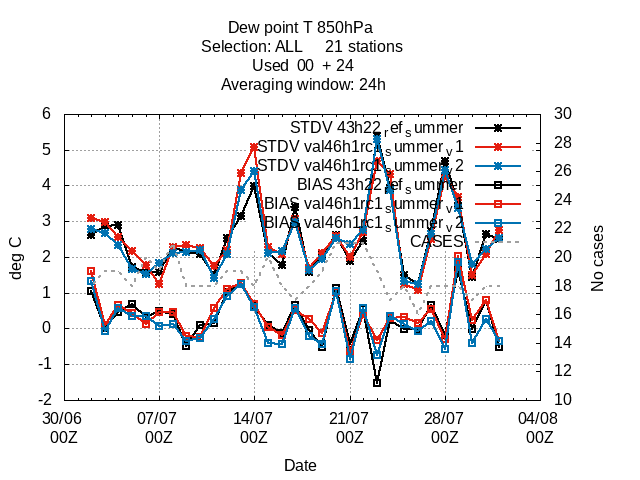 Dew point T 850hPa
Selection: ALL 21 stations
Used 00 + 24
Averaging window: 24h
STDV 43h22ref_summer
STDV val46h1rc1_summer_v1
STDV val46h1rc1_summer_v2
BIAS 43h22ref_summer
BIAS val46h1rc1_summer_v1
BIAS val46h1rc1_summer_v2
CASES
6
5
4
3
2
1
0
-1
-2
deg C
30
28
26
24
22
20
18
16
14
12
10
No cases
30/06 07/07 14/07 21/07 28/07 04/08
00Z 00Z 00Z 00Z 00Z 00Z
Date